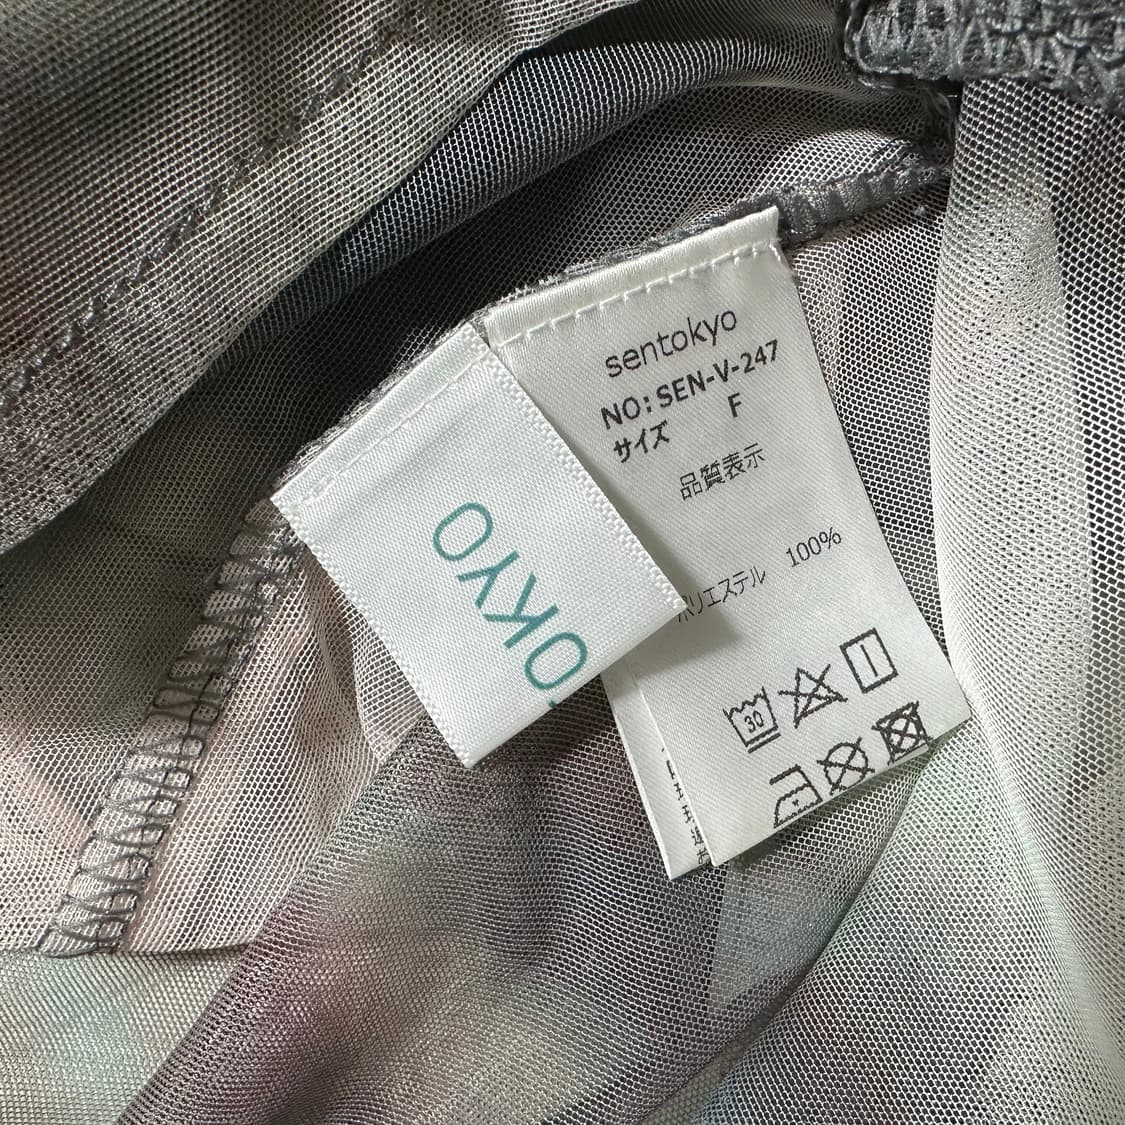 sentokyo
NO: SEN-V-247
サイズ F
品質表示
ポリエステル 100%
30
OKYO